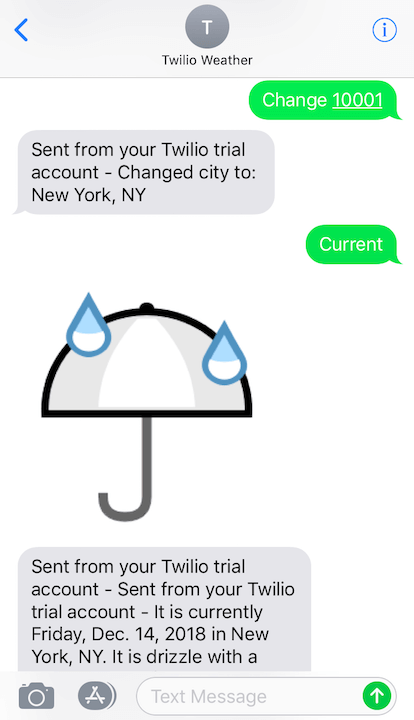 T
Twilio Weather
Change 10001
Sent from your Twilio trial
account - Changed city to:
New York, NY
Current
Sent from your Twilio trial
account - Sent from your Twilio
trial account - It is currently
Friday, Dec. 14, 2018 in New
York, NY. It is drizzle with a
Text Message